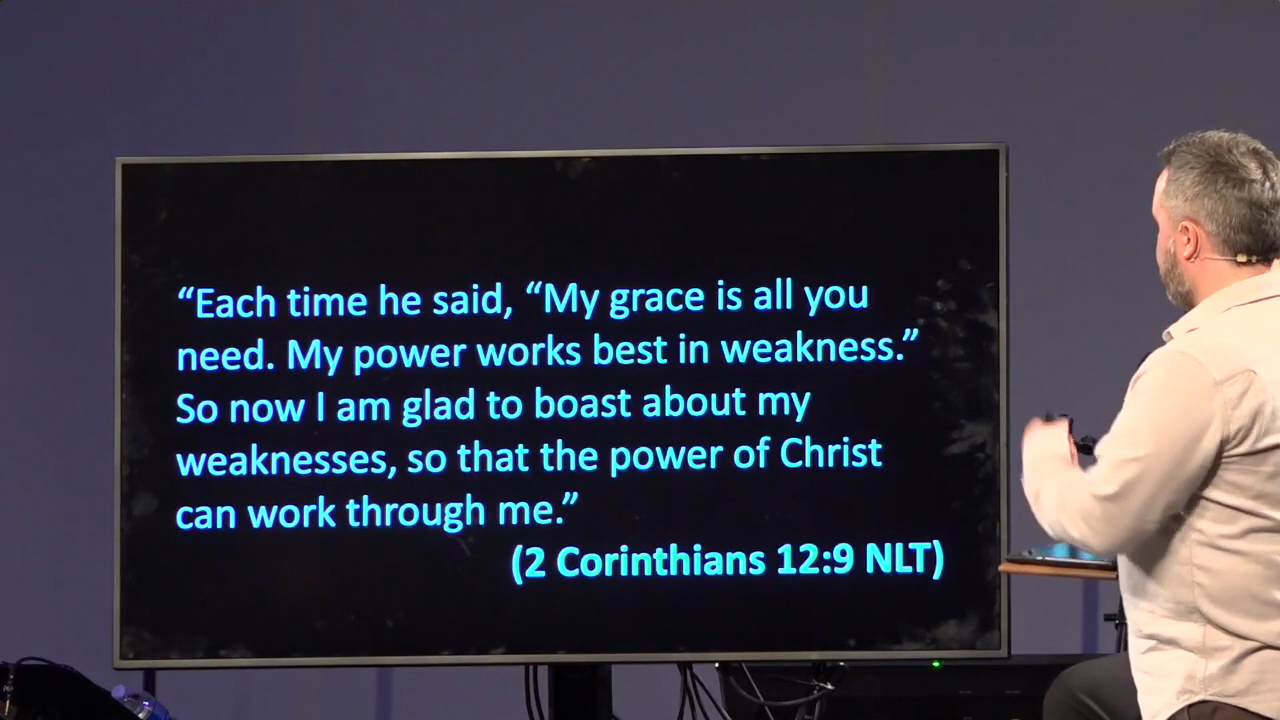 “Each time he said, “My grace is all you
need. My power works best in weakness.”
So now I am glad to boast about my
weaknesses, so that the power of Christ
can work through me.”
(2 Corinthians 12:9 NLT)